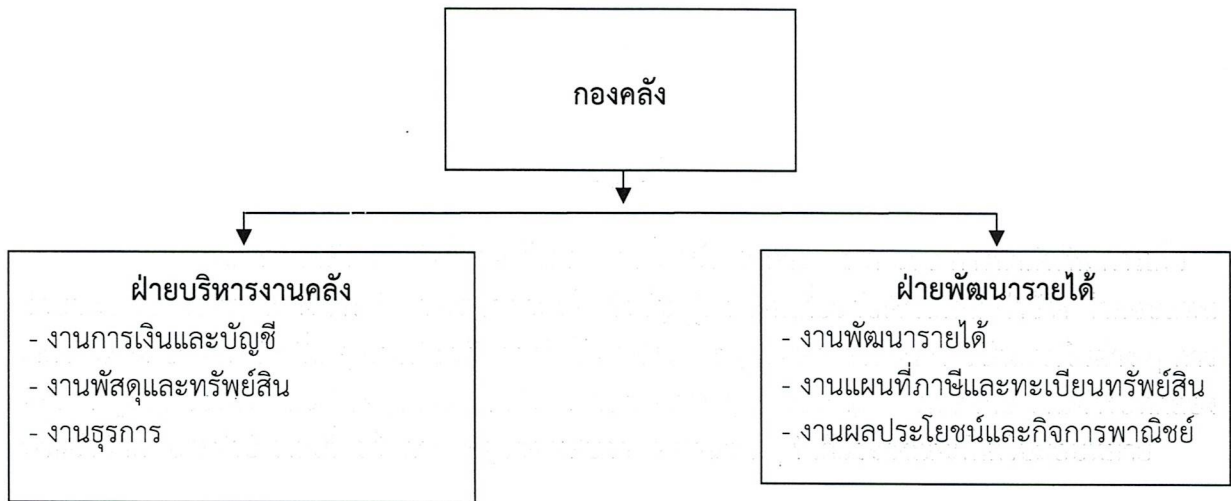 กองคลัง
ฝ่ายบริหารงานคลัง
- งานการเงินและบัญชี
- งานพัสดุและทรัพย์สิน
- งานธุรการ
ฝ่ายพัฒนารายได้
- งานพัฒนารายได้
- งานแผนที่ภาษีและทะเบียนทรัพย์สิน
- งานผลประโยชน์และกิจการพาณิชย์